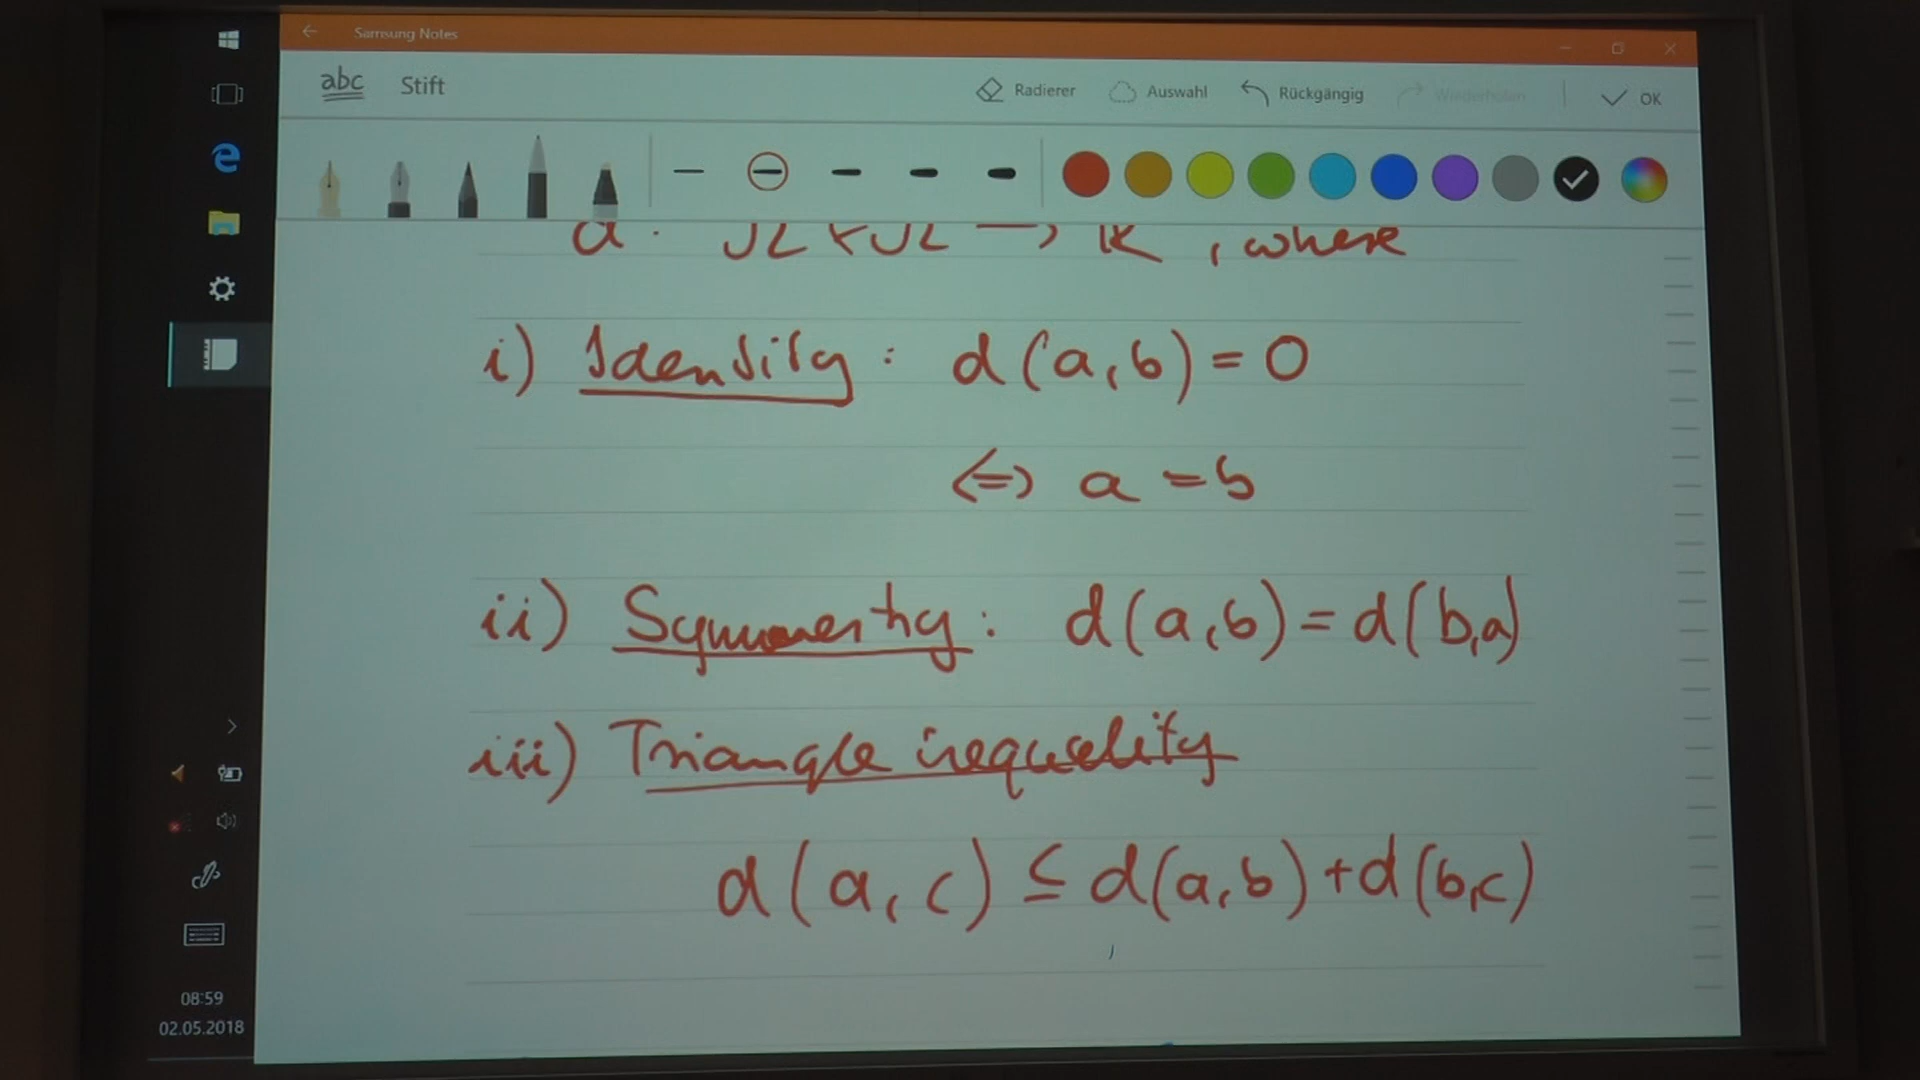 Samsung Notes
abc Stift Radierer Auswahl Rückgängig Wiederholen OK
d : Ω × Ω → ℝ , where
i) Identity : d(a,b) = 0
⇔ a = b
ii) Symmetry : d(a,b) = d(b,a)
iii) Triangle inequality
d(a,c) ≤ d(a,b) + d(b,c)
08:59
02.05.2018